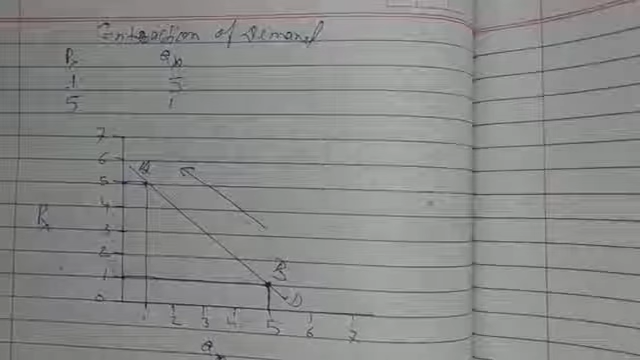 Contraction of Demand
Px Qx
1 5
5 1
7
6
5 A
4
Px 3
2
1 B
0 D
1 2 3 4 5 6 7
Qx